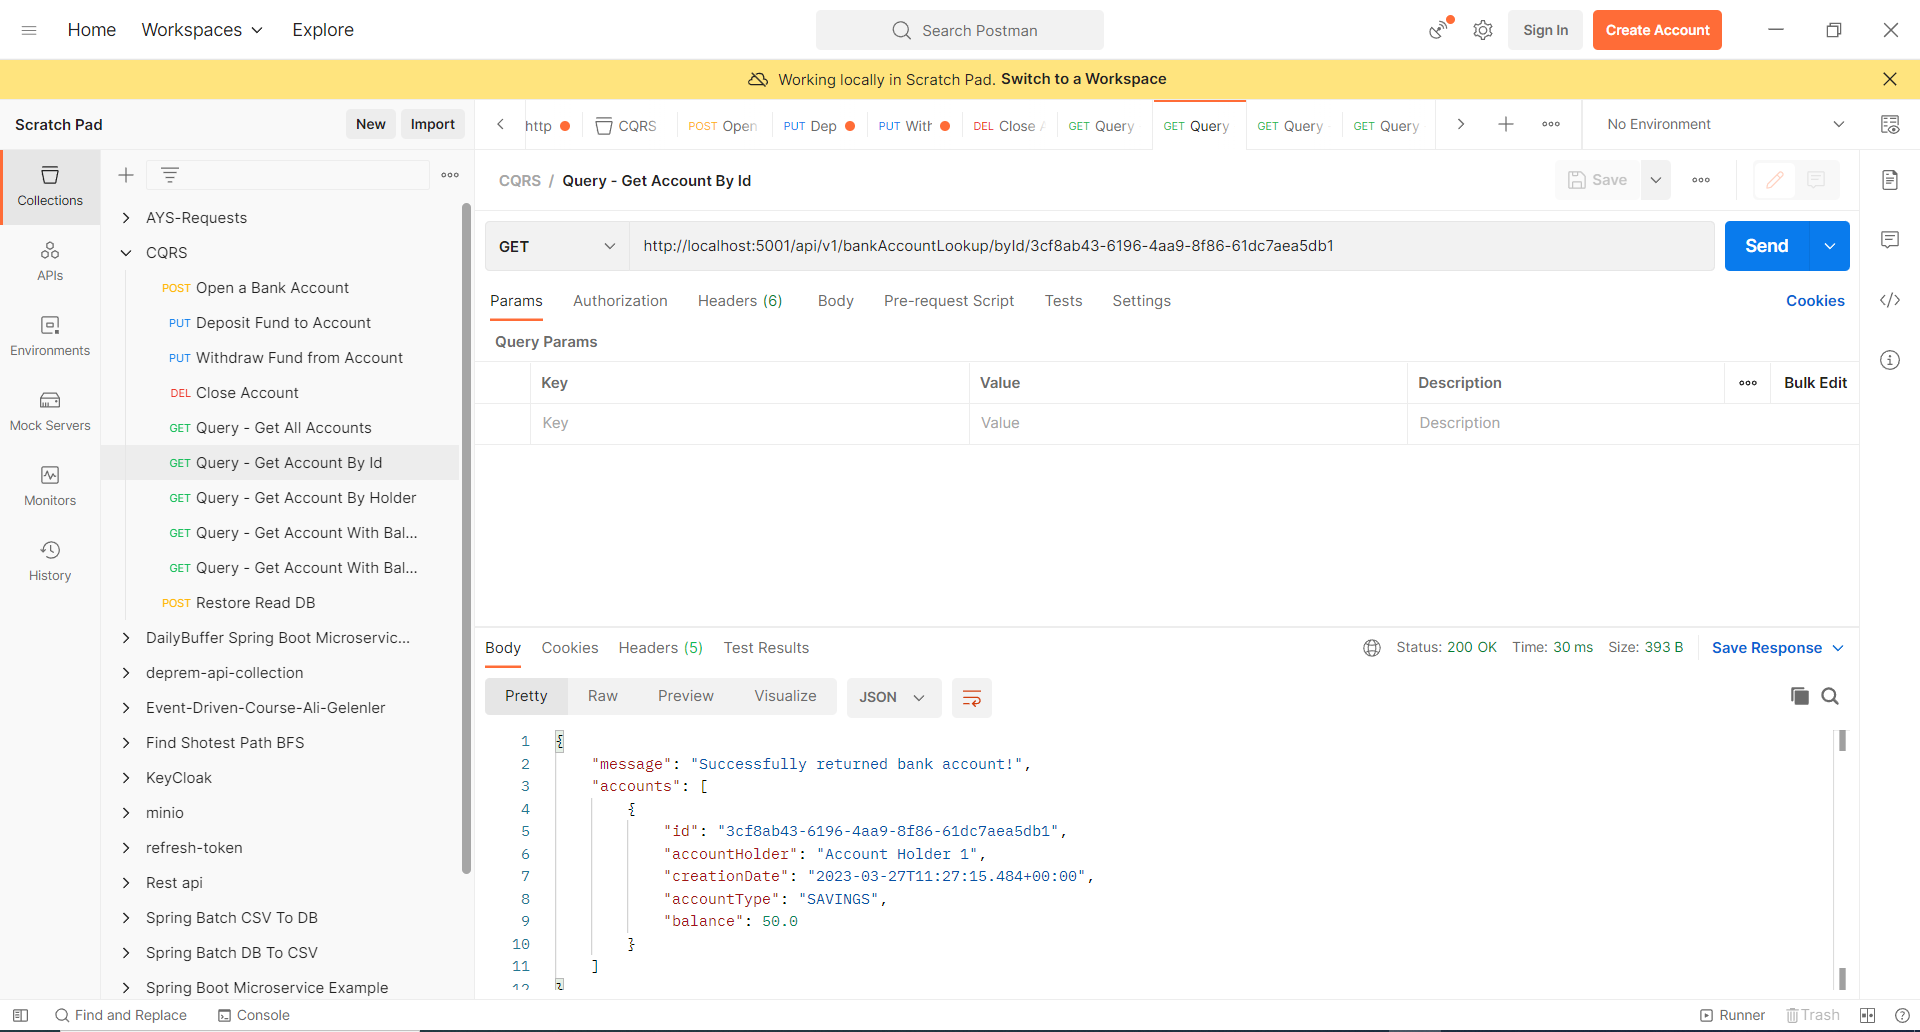 Home Workspaces Explore Search Postman Sign In Create Account
Working locally in Scratch Pad. Switch to a Workspace
Scratch Pad New Import
http CQRS POST Open PUT Dep PUT With DEL Close GET Query GET Query GET Query GET Query No Environment
Collections
APIs
Environments
Mock Servers
Monitors
History
AYS-Requests
CQRS
POST Open a Bank Account
PUT Deposit Fund to Account
PUT Withdraw Fund from Account
DEL Close Account
GET Query - Get All Accounts
GET Query - Get Account By Id
GET Query - Get Account By Holder
GET Query - Get Account With Bal...
GET Query - Get Account With Bal...
POST Restore Read DB
DailyBuffer Spring Boot Microservic...
deprem-api-collection
Event-Driven-Course-Ali-Gelenler
Find Shotest Path BFS
KeyCloak
minio
refresh-token
Rest api
Spring Batch CSV To DB
Spring Batch DB To CSV
Spring Boot Microservice Example
CQRS / Query - Get Account By Id Save
GET http://localhost:5001/api/v1/bankAccountLookup/byId/3cf8ab43-6196-4aa9-8f86-61dc7aea5db1 Send
Params Authorization Headers (6) Body Pre-request Script Tests Settings Cookies
Query Params
Key Value Description Bulk Edit
Key Value Description
Body Cookies Headers (5) Test Results Status: 200 OK Time: 30 ms Size: 393 B Save Response
Pretty Raw Preview Visualize JSON
1 {
2 "message": "Successfully returned bank account!",
3 "accounts": [
4 {
5 "id": "3cf8ab43-6196-4aa9-8f86-61dc7aea5db1",
6 "accountHolder": "Account Holder 1",
7 "creationDate": "2023-03-27T11:27:15.484+00:00",
8 "accountType": "SAVINGS",
9 "balance": 50.0
10 }
11 ]
12 }
Find and Replace Console Runner Trash